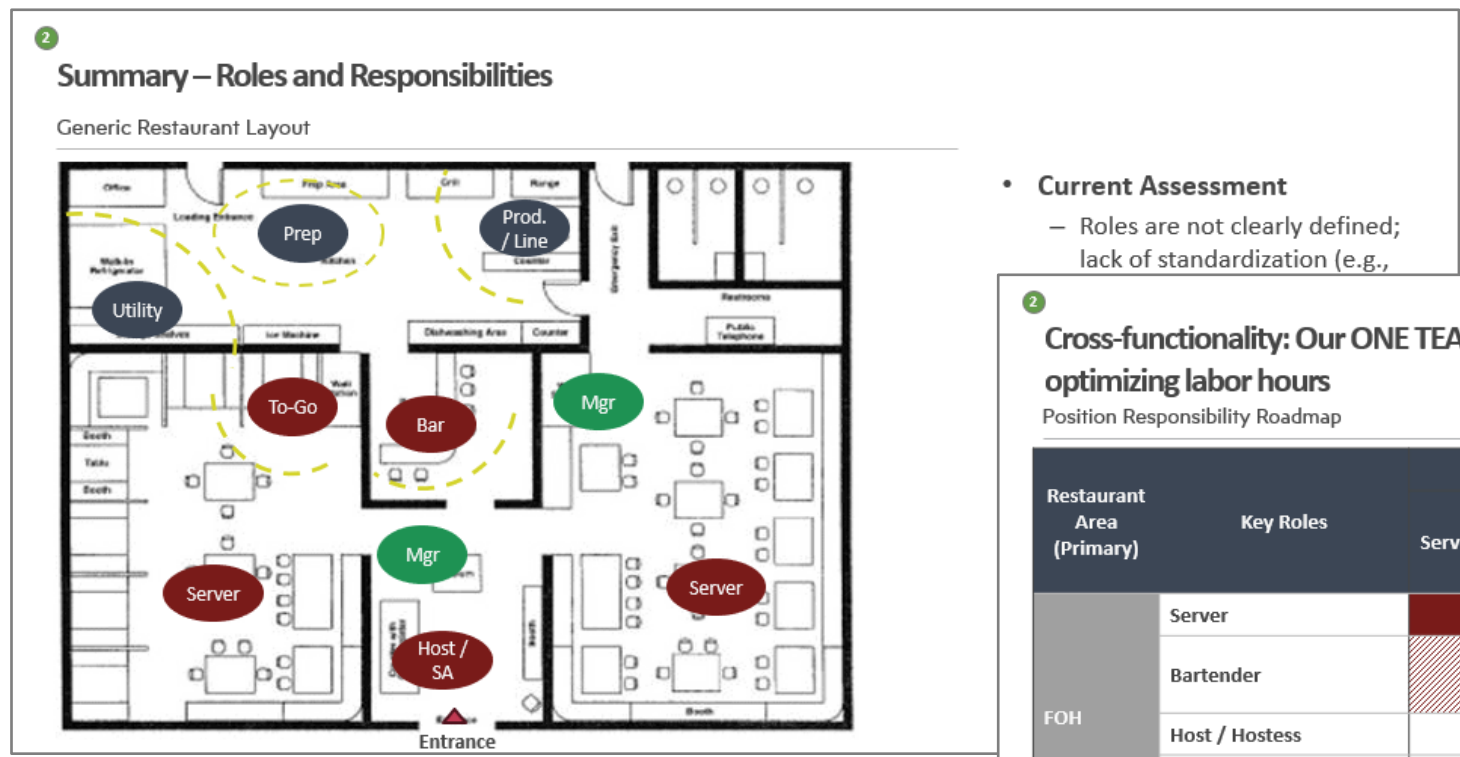 2
Summary – Roles and Responsibilities
Generic Restaurant Layout
Office
Prep Area
Grill
Range
Loading Entrance
Prep
Prod.
/ Line
Kitchen
Counter
Walk-In
Refrigerator
Utility
Emergency Exit
Restrooms
Public
Telephone
Ice Machine
Dishwashing Area
Counter
To-Go
Bar
Mgr
Booth
Table
Booth
Mgr
Server
Server
Host /
SA
Booth
Booth
Entrance
• Current Assessment
– Roles are not clearly defined;
lack of standardization (e.g.,
2
Cross-functionality: Our ONE TEA
optimizing labor hours
Position Responsibility Roadmap
Restaurant
Area
(Primary)
Key Roles
Serv
FOH
Server
Bartender
Host / Hostess